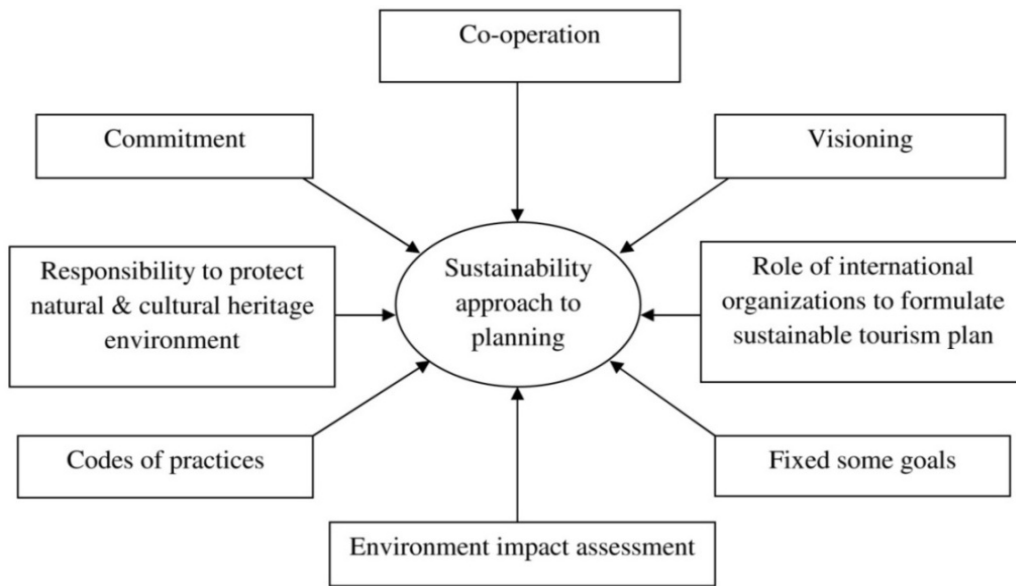 Co-operation
Commitment
Visioning
Responsibility to protect
natural & cultural heritage
environment
Sustainability
approach to
planning
Role of international
organizations to formulate
sustainable tourism plan
Codes of practices
Fixed some goals
Environment impact assessment